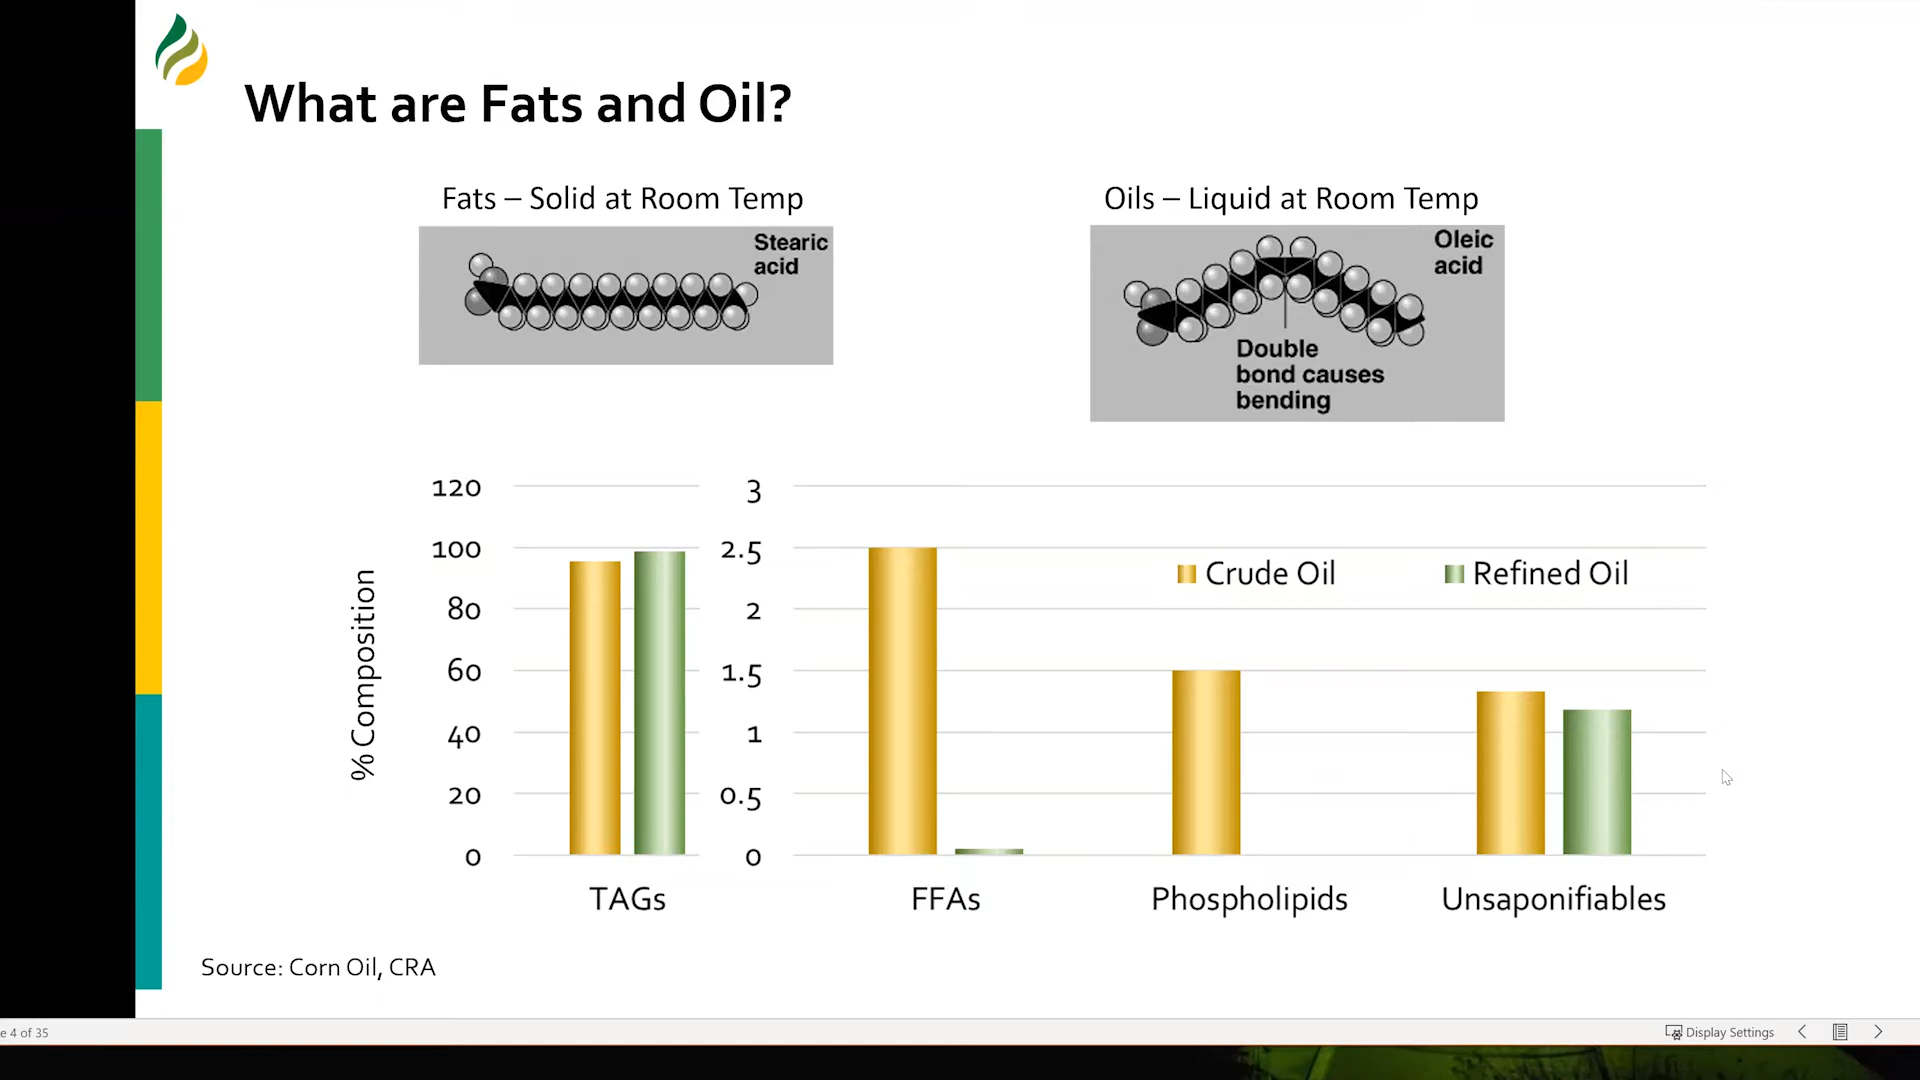 What are Fats and Oil?
Fats – Solid at Room Temp
Stearic
acid
Oils – Liquid at Room Temp
Oleic
acid
Double
bond causes
bending
% Composition
120
100
80
60
40
20
0
3
2.5
2
1.5
1
0.5
0
Crude Oil
Refined Oil
TAGs
FFAs
Phospholipids
Unsaponifiables
Source: Corn Oil, CRA
e 4 of 35
Display Settings